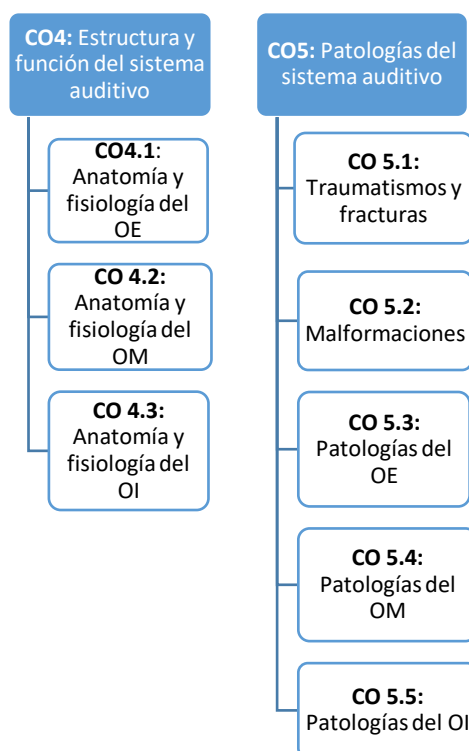 CO4: Estructura y
función del sistema
auditivo
CO4.1:
Anatomía y
fisiología del
OE
CO 4.2:
Anatomía y
fisiología del
OM
CO 4.3:
Anatomía y
fisiología del
OI
CO5: Patologías del
sistema auditivo
CO 5.1:
Traumatismos y
fracturas
CO 5.2:
Malformaciones
CO 5.3:
Patologías del
OE
CO 5.4:
Patologías del
OM
CO 5.5:
Patologías del OI